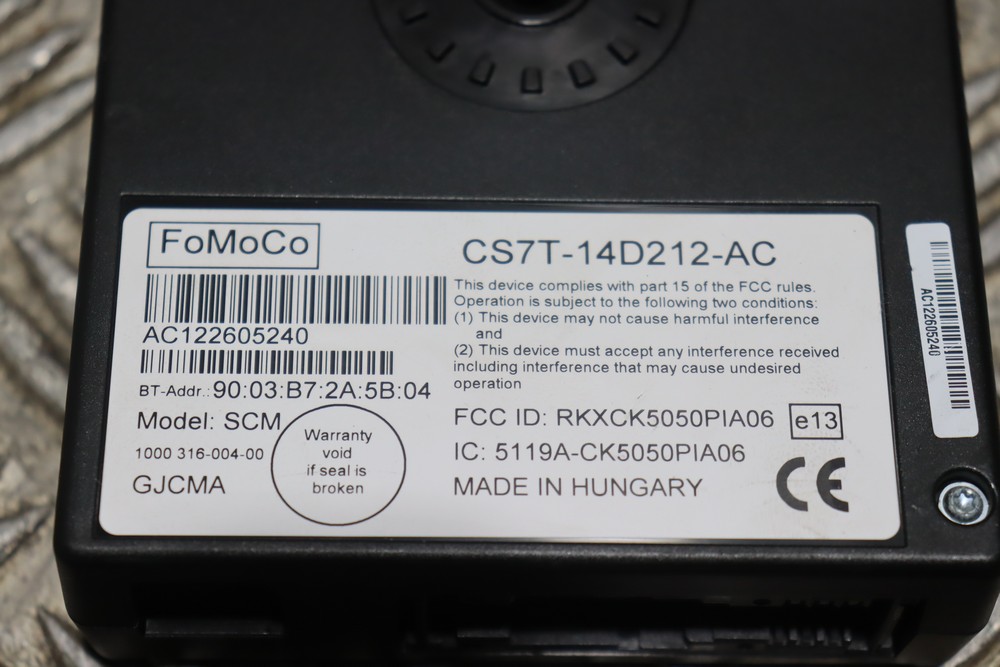 FoMoCo
CS7T-14D212-AC
AC122605240
BT-Addr.: 90:03:B7:2A:5B:04
Model: SCM
1000 316-004-00
GJCMA
Warranty
void
if seal is
broken
This device complies with part 15 of the FCC rules.
Operation is subject to the following two conditions:
(1) This device may not cause harmful interference
and
(2) This device must accept any interference received
including interference that may cause undesired
operation
FCC ID: RKXCK5050PIA06
e13
IC: 5119A-CK5050PIA06
MADE IN HUNGARY
CE
AC122605240